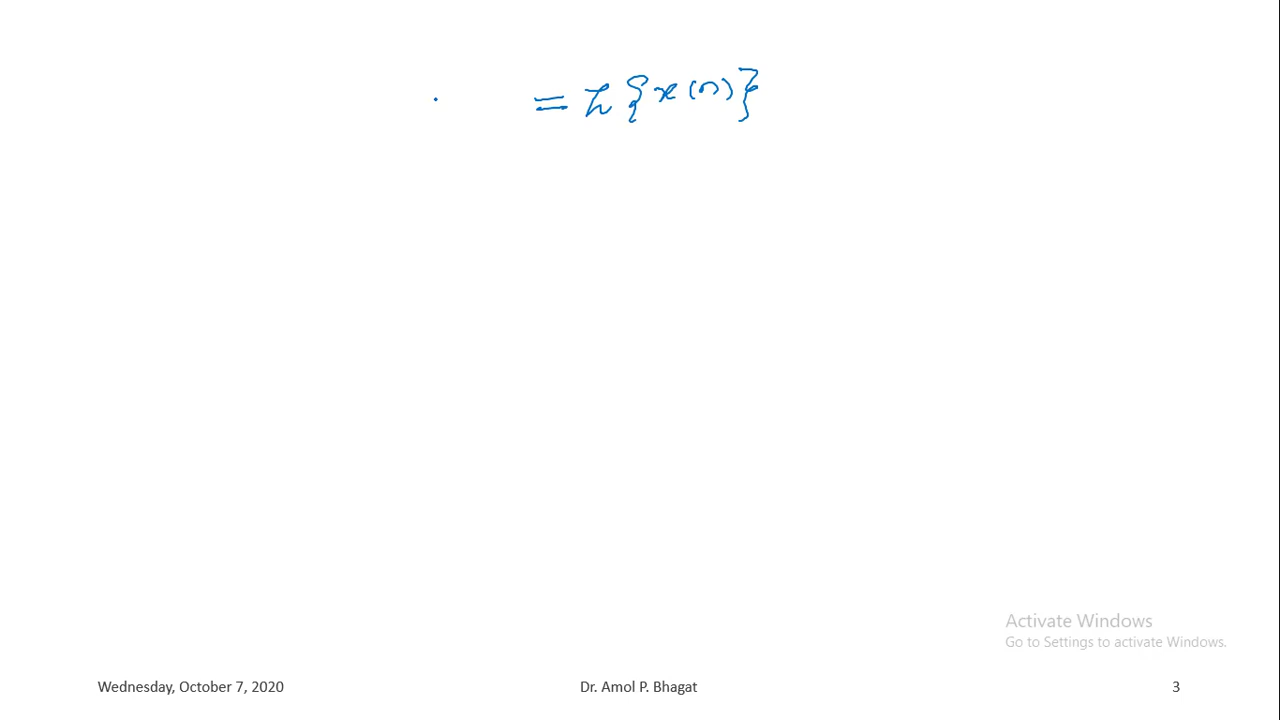 = Z {x(n)}
Activate Windows
Go to Settings to activate Windows.
Wednesday, October 7, 2020
Dr. Amol P. Bhagat
3